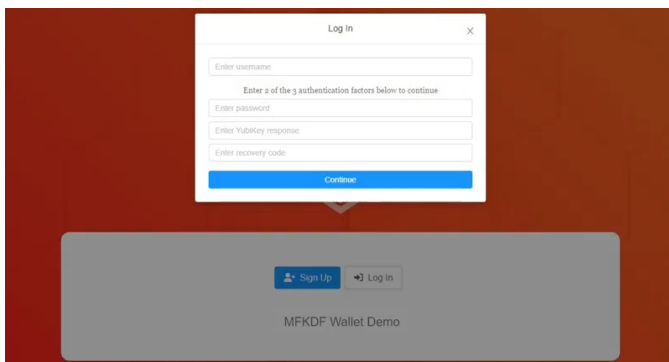 Log In
X
Enter username
Enter 2 of the 3 authentication factors below to continue
Enter password
Enter YubiKey response
Enter recovery code
Continue
Sign Up
Log In
MFKDF Wallet Demo